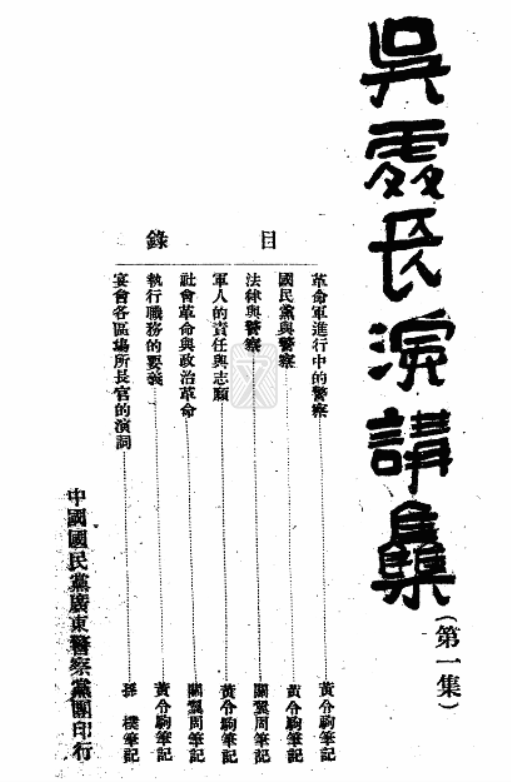 吳處長演講集（第一集）
目錄
革命軍進行中的警察……黃令駒筆記
國民黨與警察……黃令駒筆記
法律與警察……關翼周筆記
軍人的責任與志願……黃令駒筆記
社會革命與政治革命……關翼周筆記
執行職務的要義……黃令駒筆記
宴會各區場所長官的演詞……孫樸筆記
中國國民黨廣東警察黨團印行